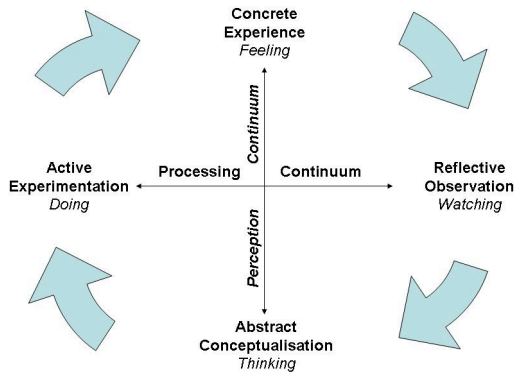 Concrete
Experience
Feeling
Continuum
Active
Experimentation
Doing
Processing
Continuum
Reflective
Observation
Watching
Perception
Abstract
Conceptualisation
Thinking